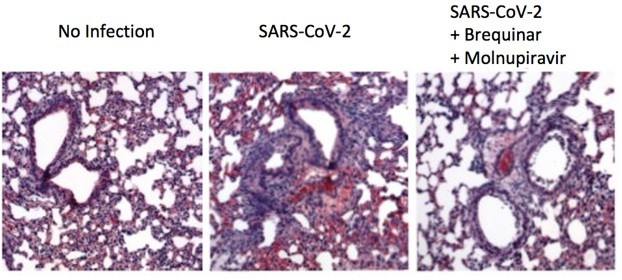 No Infection
SARS-CoV-2
SARS-CoV-2
+ Brequinar
+ Molnupiravir